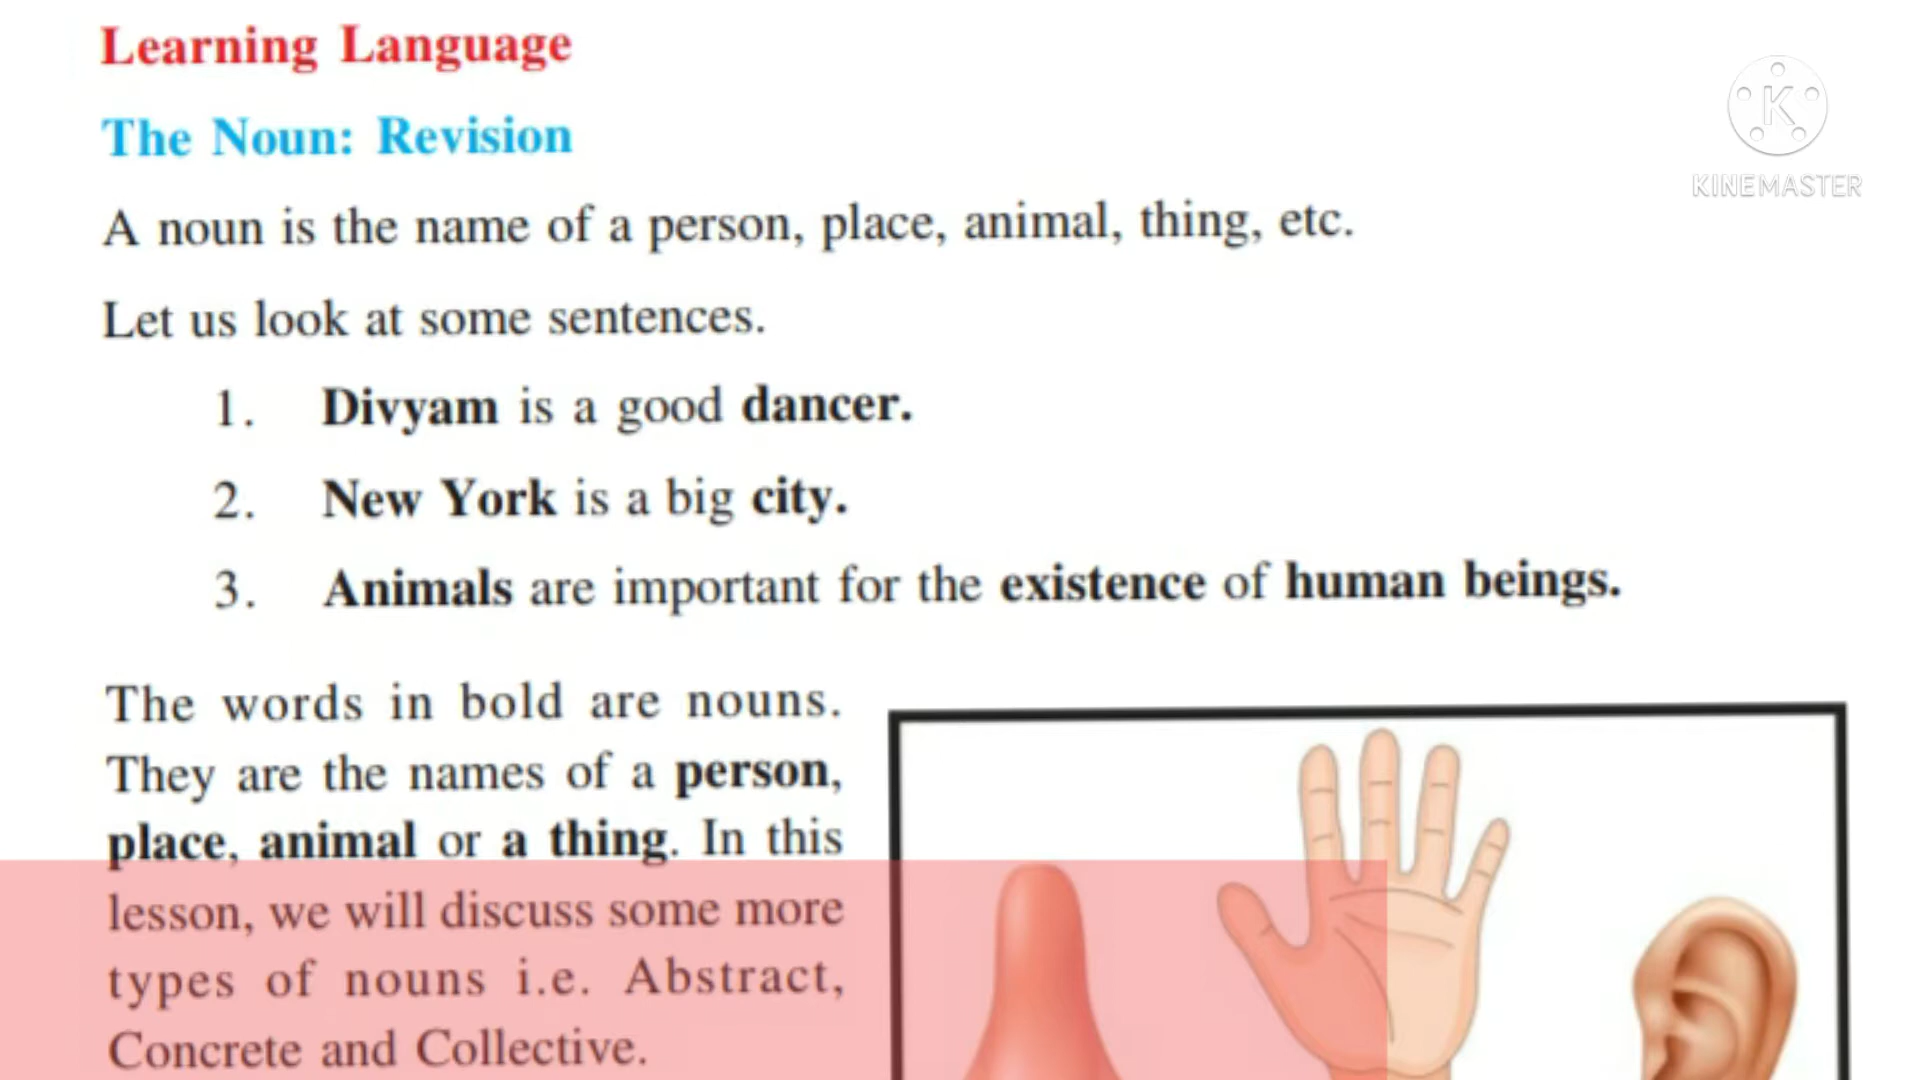 Learning Language
The Noun: Revision
A noun is the name of a person, place, animal, thing, etc.
Let us look at some sentences.
1. Divyam is a good dancer.
2. New York is a big city.
3. Animals are important for the existence of human beings.
The words in bold are nouns.
They are the names of a person,
place, animal or a thing. In this
lesson, we will discuss some more
types of nouns i.e. Abstract,
Concrete and Collective.
K
KINEMASTER